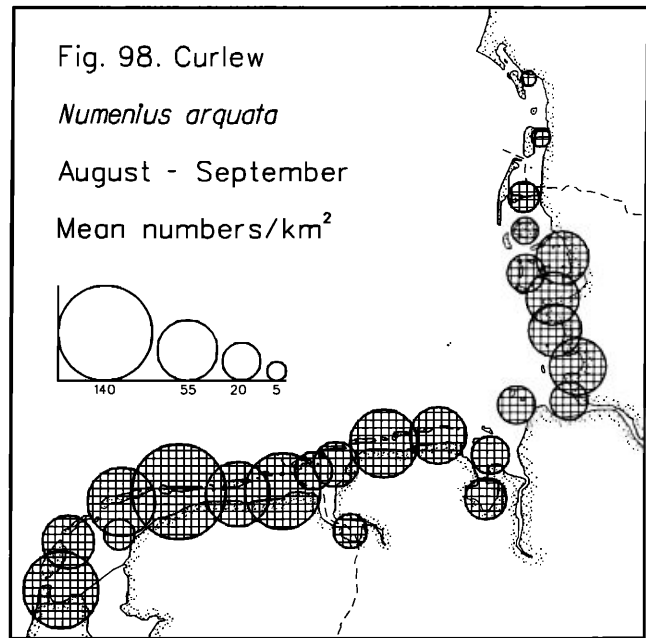 Fig. 98. Curlew
Numenius arquata
August - September
Mean numbers/km²
140 55 20 5